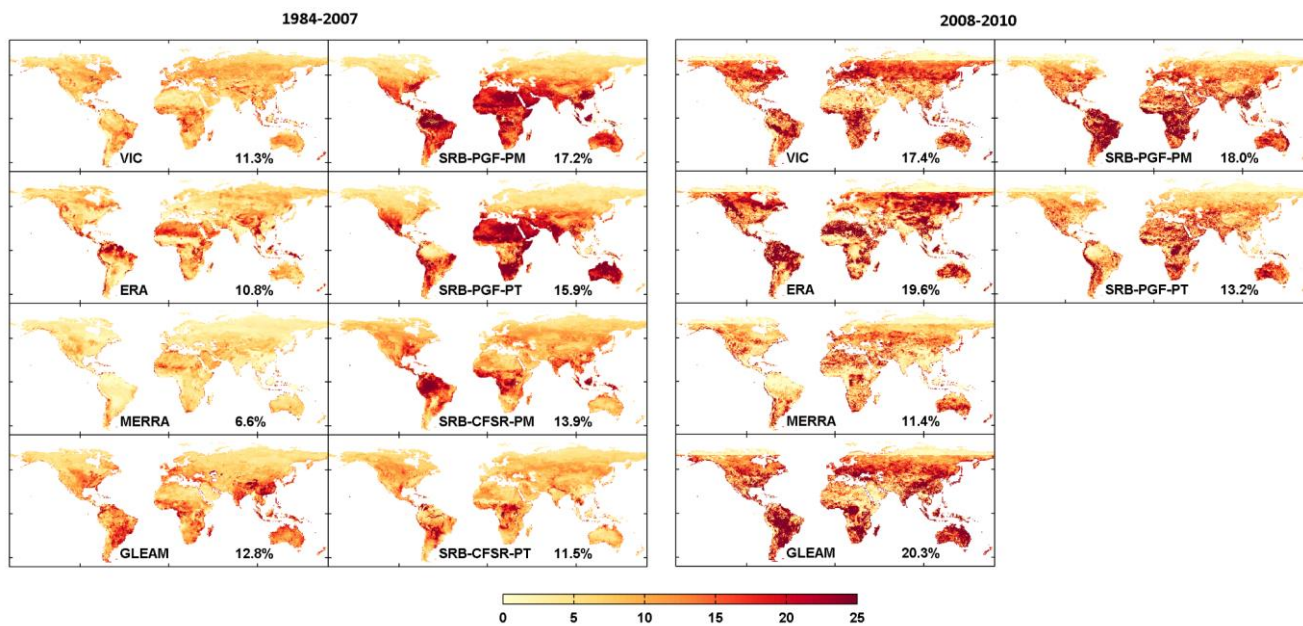 1984-2007
2008-2010
VIC 11.3%
SRB-PGF-PM 17.2%
VIC 17.4%
SRB-PGF-PM 18.0%
ERA 10.8%
SRB-PGF-PT 15.9%
ERA 19.6%
SRB-PGF-PT 13.2%
MERRA 6.6%
SRB-CFSR-PM 13.9%
MERRA 11.4%
GLEAM 12.8%
SRB-CFSR-PT 11.5%
GLEAM 20.3%
0 5 10 15 20 25